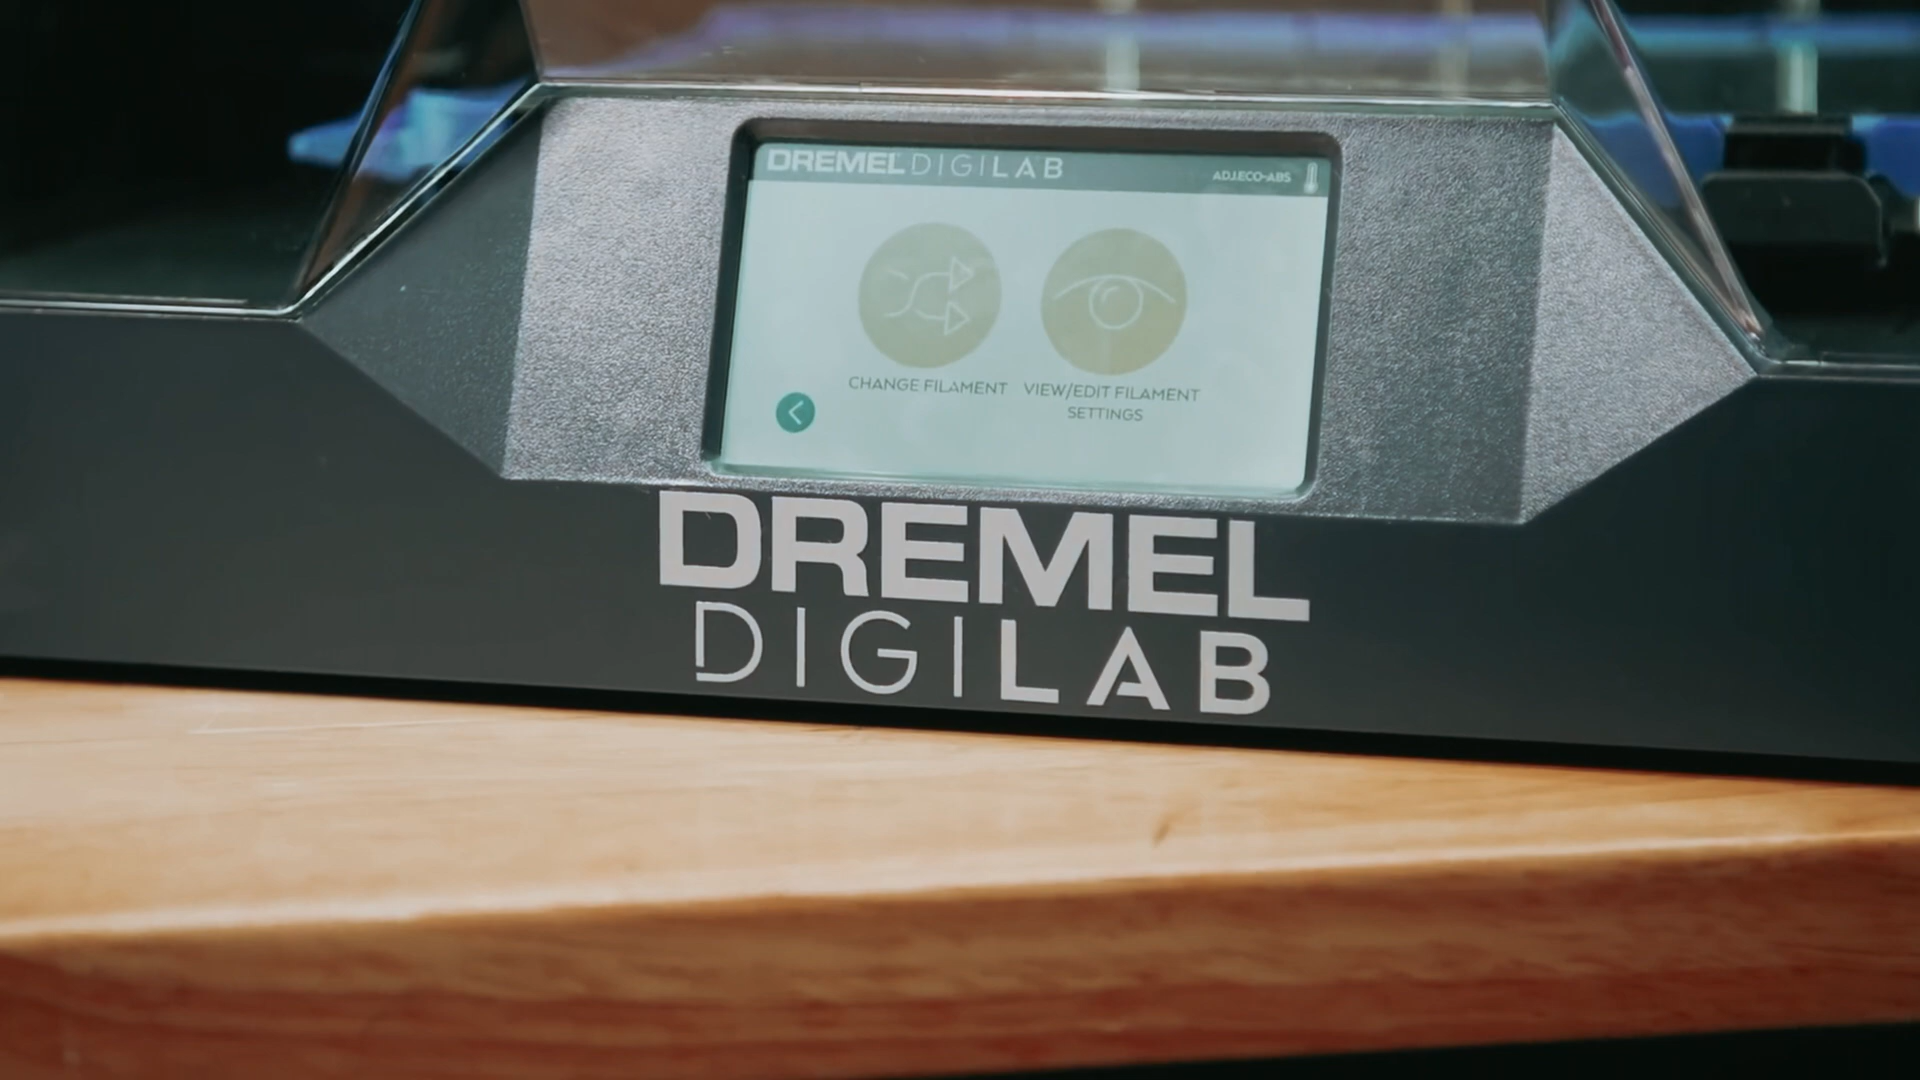 DREMEL DIGILAB
ADJ.ECO-ABS
CHANGE FILAMENT
VIEW/EDIT FILAMENT
SETTINGS
DREMEL
DIGILAB